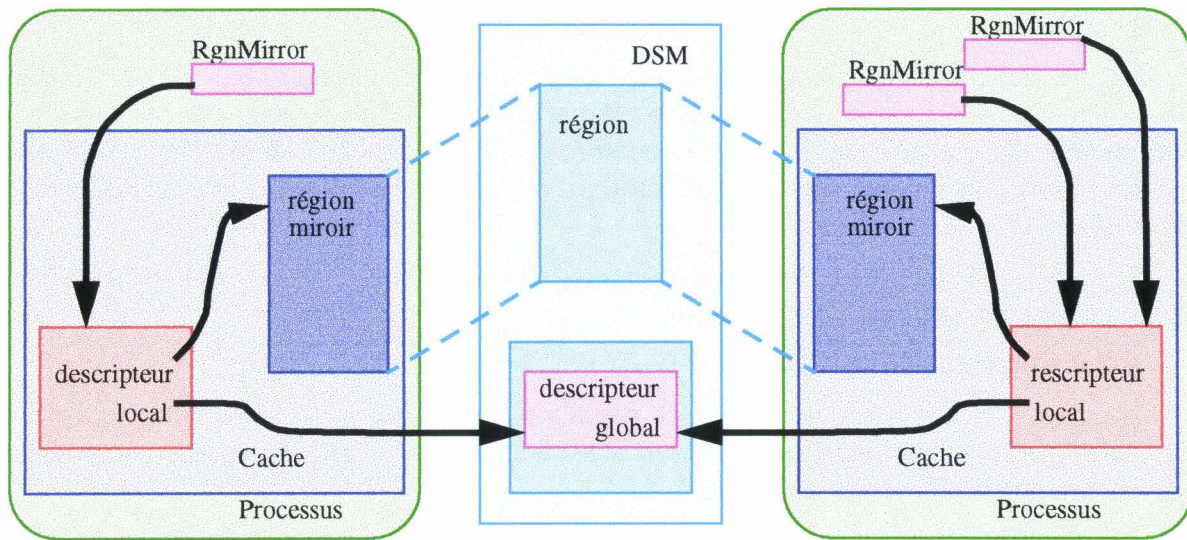 RgnMirror
DSM
RgnMirror
RgnMirror
région
région
miroir
région
miroir
descripteur
local
descripteur
global
rescripteur
local
Cache
Cache
Processus
Processus